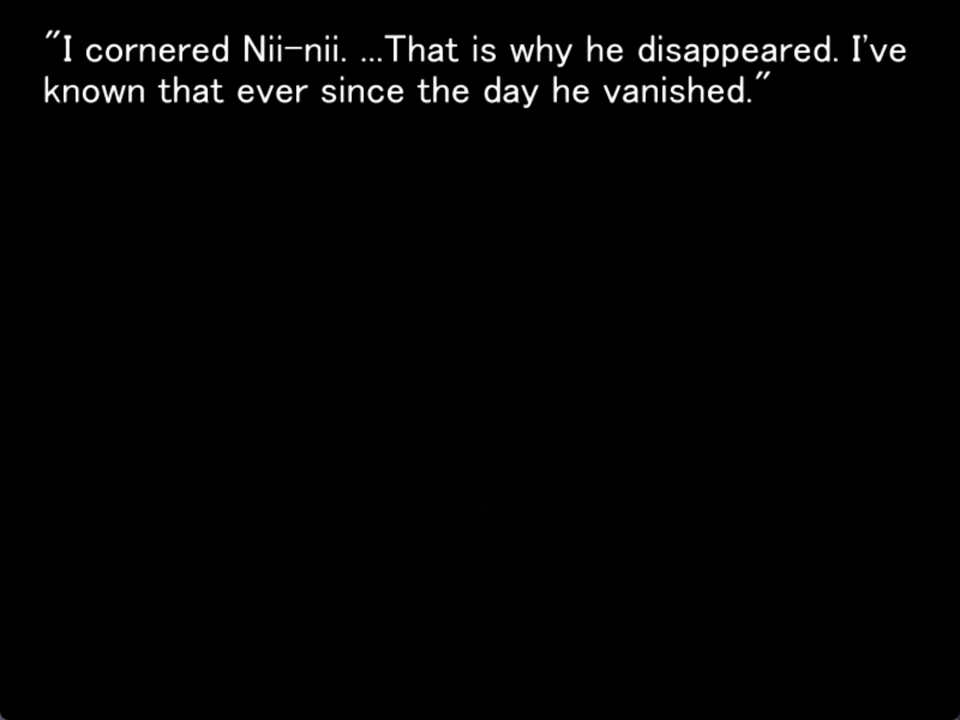 "I cornered Nii-nii. ...That is why he disappeared. I've
known that ever since the day he vanished."